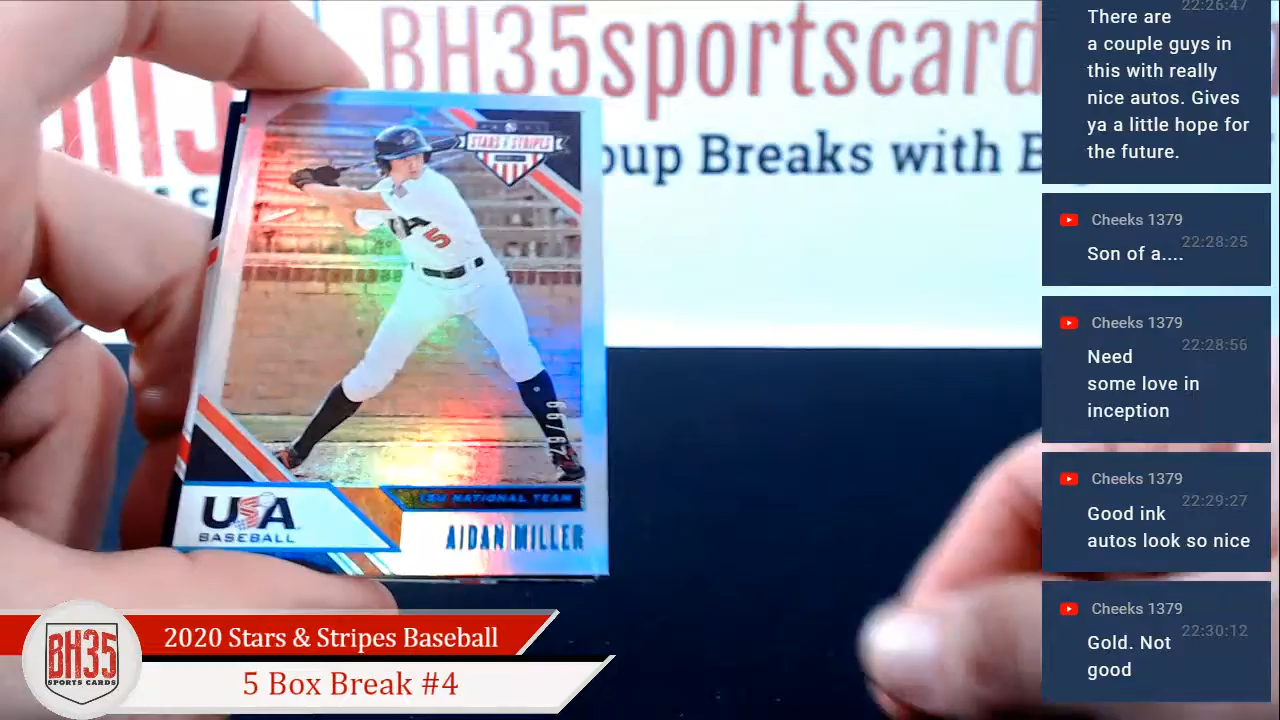 BH35sportscard
oup Breaks with B
STARS & STRIPES
5
USA
BASEBALL
15U NATIONAL TEAM
AIDAN MILLER
BH35
SPORTS CARDS
2020 Stars & Stripes Baseball
5 Box Break #4
22:26:47
There are
a couple guys in
this with really
nice autos. Gives
ya a little hope for
the future.
Cheeks 1379
22:28:25
Son of a....
Cheeks 1379
22:28:56
Need
some love in
inception
Cheeks 1379
22:29:27
Good ink
autos look so nice
Cheeks 1379
22:30:12
Gold. Not
good